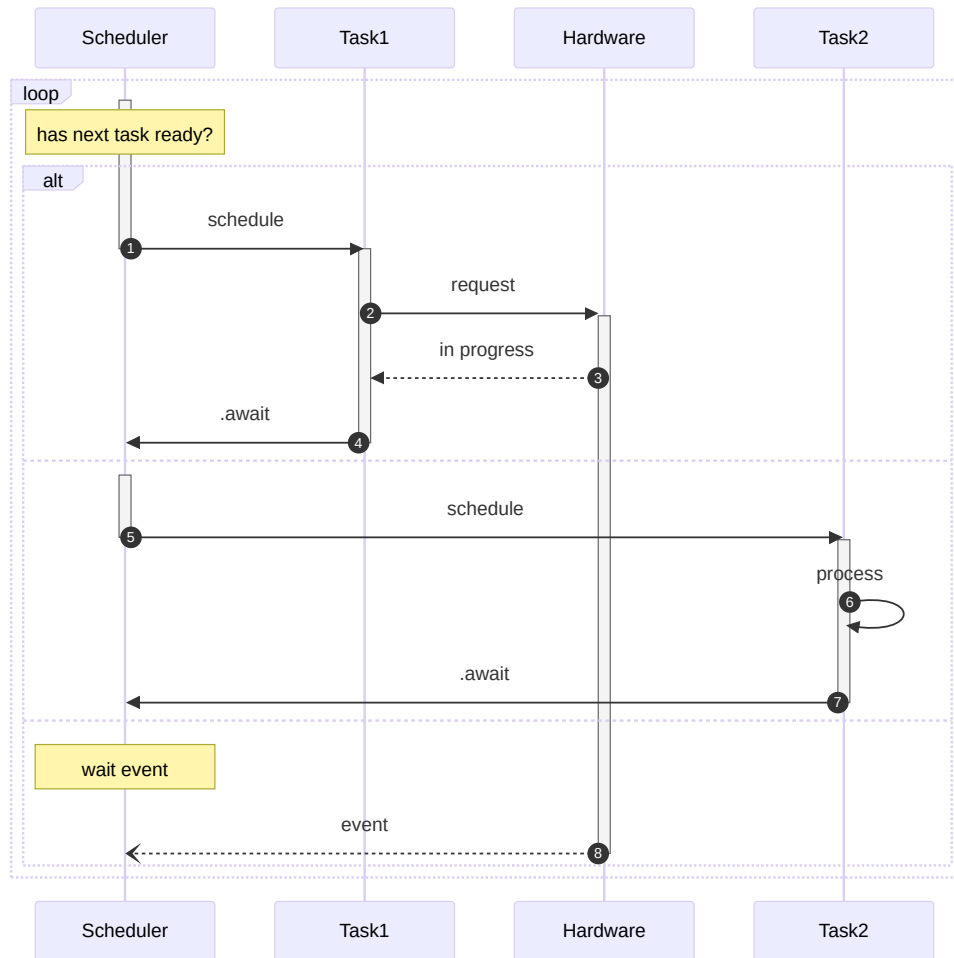 Scheduler
Task1
Hardware
Task2
loop
has next task ready?
alt
schedule
1
request
2
in progress
3
.await
4
schedule
5
process
6
.await
7
wait event
event
8
Scheduler
Task1
Hardware
Task2